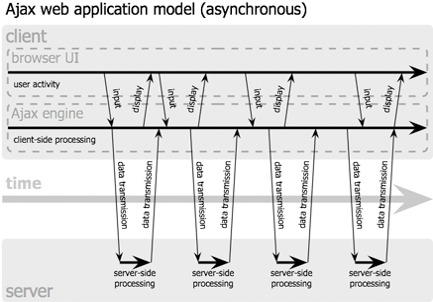 Ajax web application model (asynchronous)
client
browser UI
user activity
input
display
input
display
input
display
input
display
Ajax engine
client-side processing
data transmission
data transmission
data transmission
data transmission
data transmission
data transmission
data transmission
data transmission
time
server-side
processing
server-side
processing
server-side
processing
server-side
processing
server